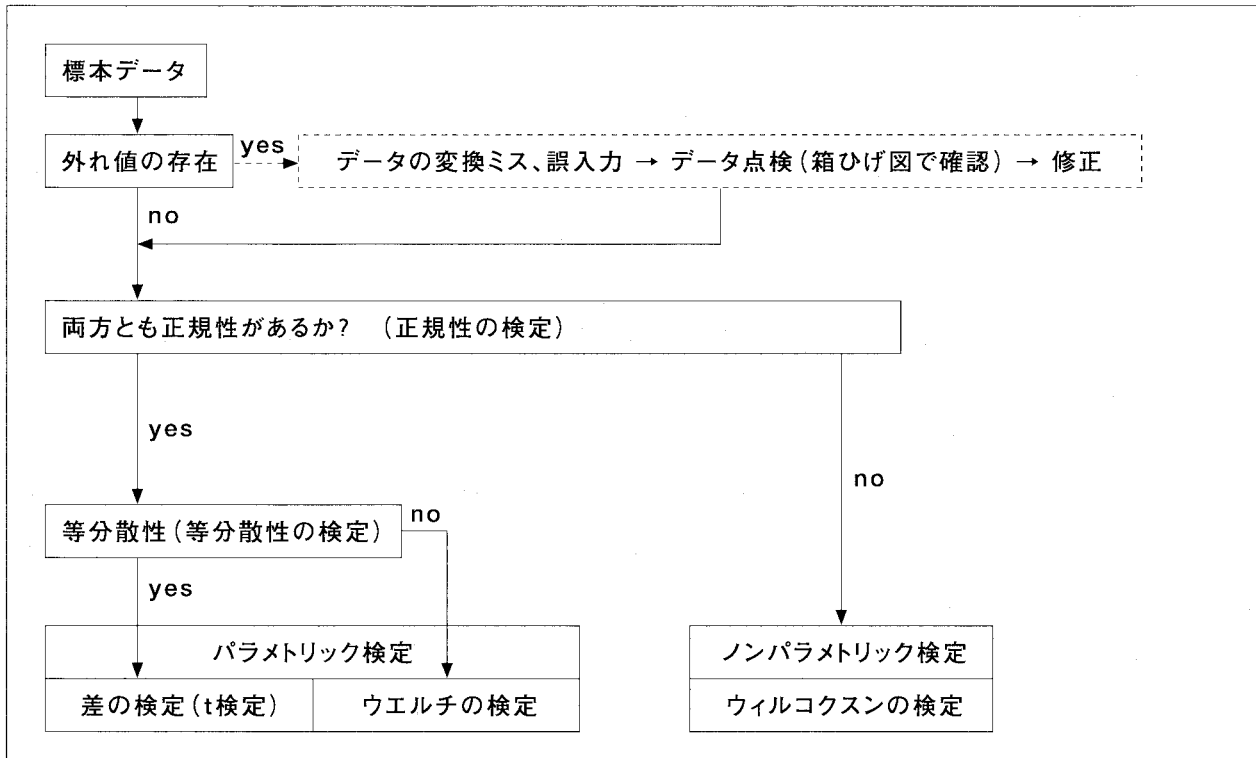 標本データ
外れ値の存在
yes
データの変換ミス、誤入力 → データ点検(箱ひげ図で確認) → 修正
no
両方とも正規性があるか? (正規性の検定)
yes
no
等分散性(等分散性の検定)
no
yes
パラメトリック検定
ノンパラメトリック検定
差の検定(t検定)
ウエルチの検定
ウィルコクスンの検定